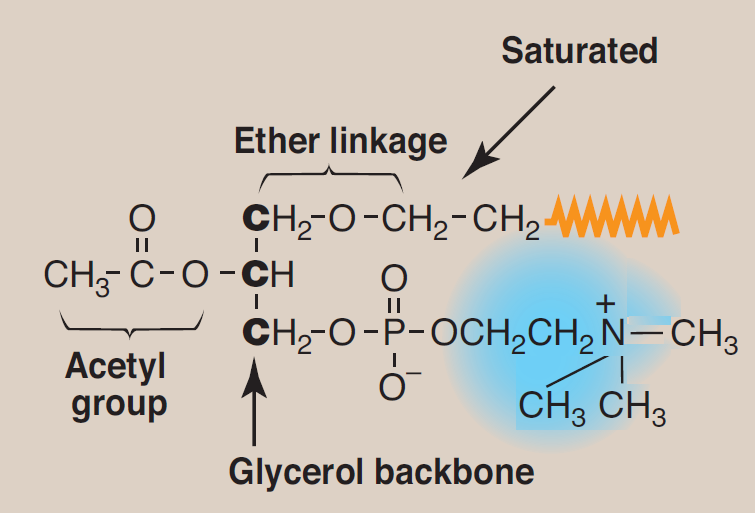 Saturated
Ether linkage
O
CH₂–O–CH₂–CH₂
CH₃–C–O–CH
O
CH₂–O–P–OCH₂CH₂N=CH₃
+
O⁻
CH₃ CH₃
Acetyl
group
Glycerol backbone